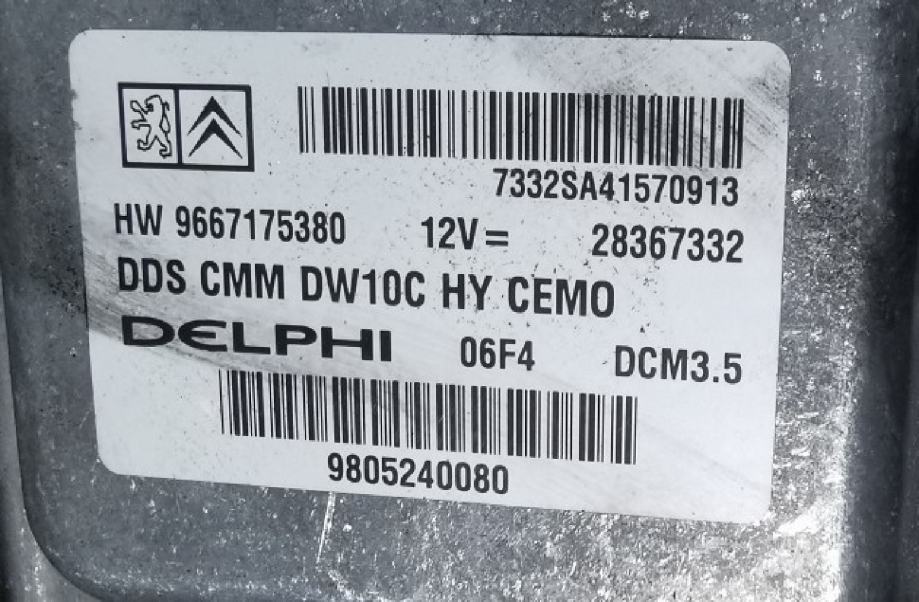 7332SA41570913
HW 9667175380 12V= 28367332
DDS CMM DW10C HY CEMO
DELPHI 06F4 DCM3.5
9805240080